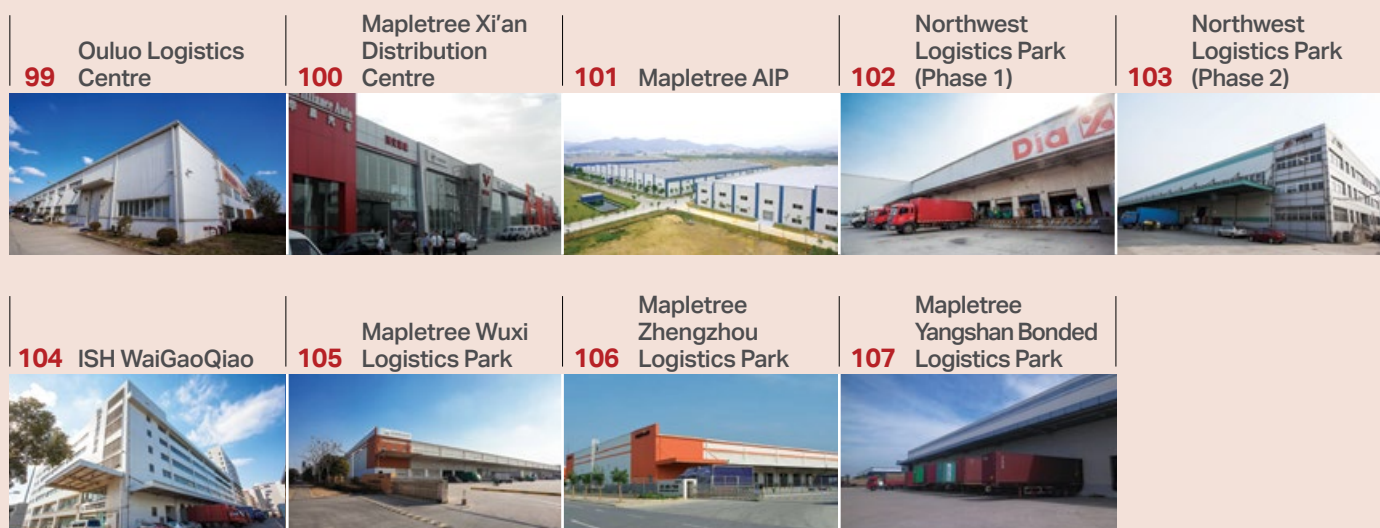 99 Ouluo Logistics
Centre
100 Mapletree Xi’an
Distribution
Centre
101 Mapletree AIP
102 Northwest
Logistics Park
(Phase 1)
103 Northwest
Logistics Park
(Phase 2)
Dia %
104 ISH WaiGaoQiao
105 Mapletree Wuxi
Logistics Park
106 Mapletree
Zhengzhou
Logistics Park
107 Mapletree
Yangshan Bonded
Logistics Park